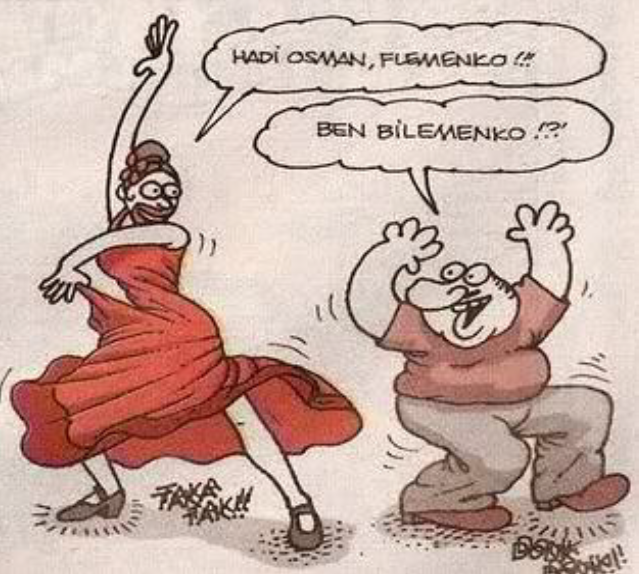 HADİ OSMAN, FLEMENKO !!!
BEN BİLEMENKO !?'
TAKA
TAK!!